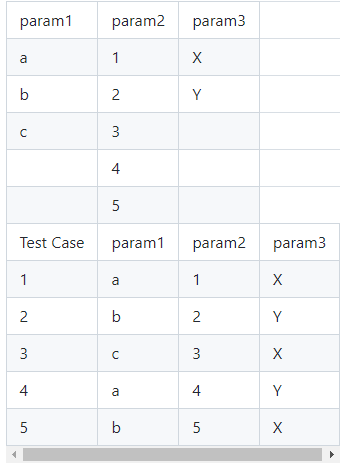 param1 param2 param3
a 1 X
b 2 Y
c 3
4
5
Test Case param1 param2 param3
1 a 1 X
2 b 2 Y
3 c 3 X
4 a 4 Y
5 b 5 X